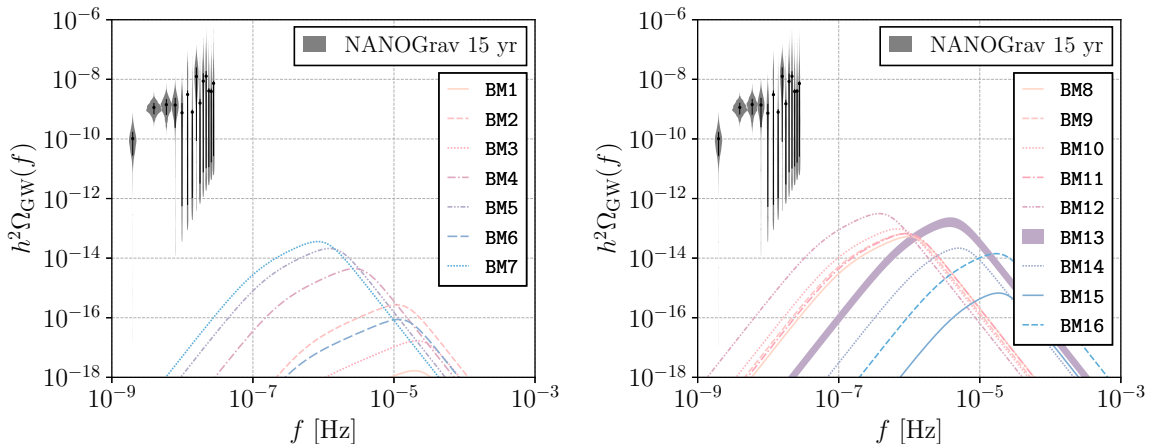 10⁻⁶
10⁻⁸
10⁻¹⁰
10⁻¹²
10⁻¹⁴
10⁻¹⁶
10⁻¹⁸
h²Ω_GW(f)
NANOGrav 15 yr
BM1
BM2
BM3
BM4
BM5
BM6
BM7
10⁻⁹
10⁻⁷
10⁻⁵
10⁻³
f [Hz]
10⁻⁶
10⁻⁸
10⁻¹⁰
10⁻¹²
10⁻¹⁴
10⁻¹⁶
10⁻¹⁸
h²Ω_GW(f)
NANOGrav 15 yr
BM8
BM9
BM10
BM11
BM12
BM13
BM14
BM15
BM16
10⁻⁹
10⁻⁷
10⁻⁵
10⁻³
f [Hz]